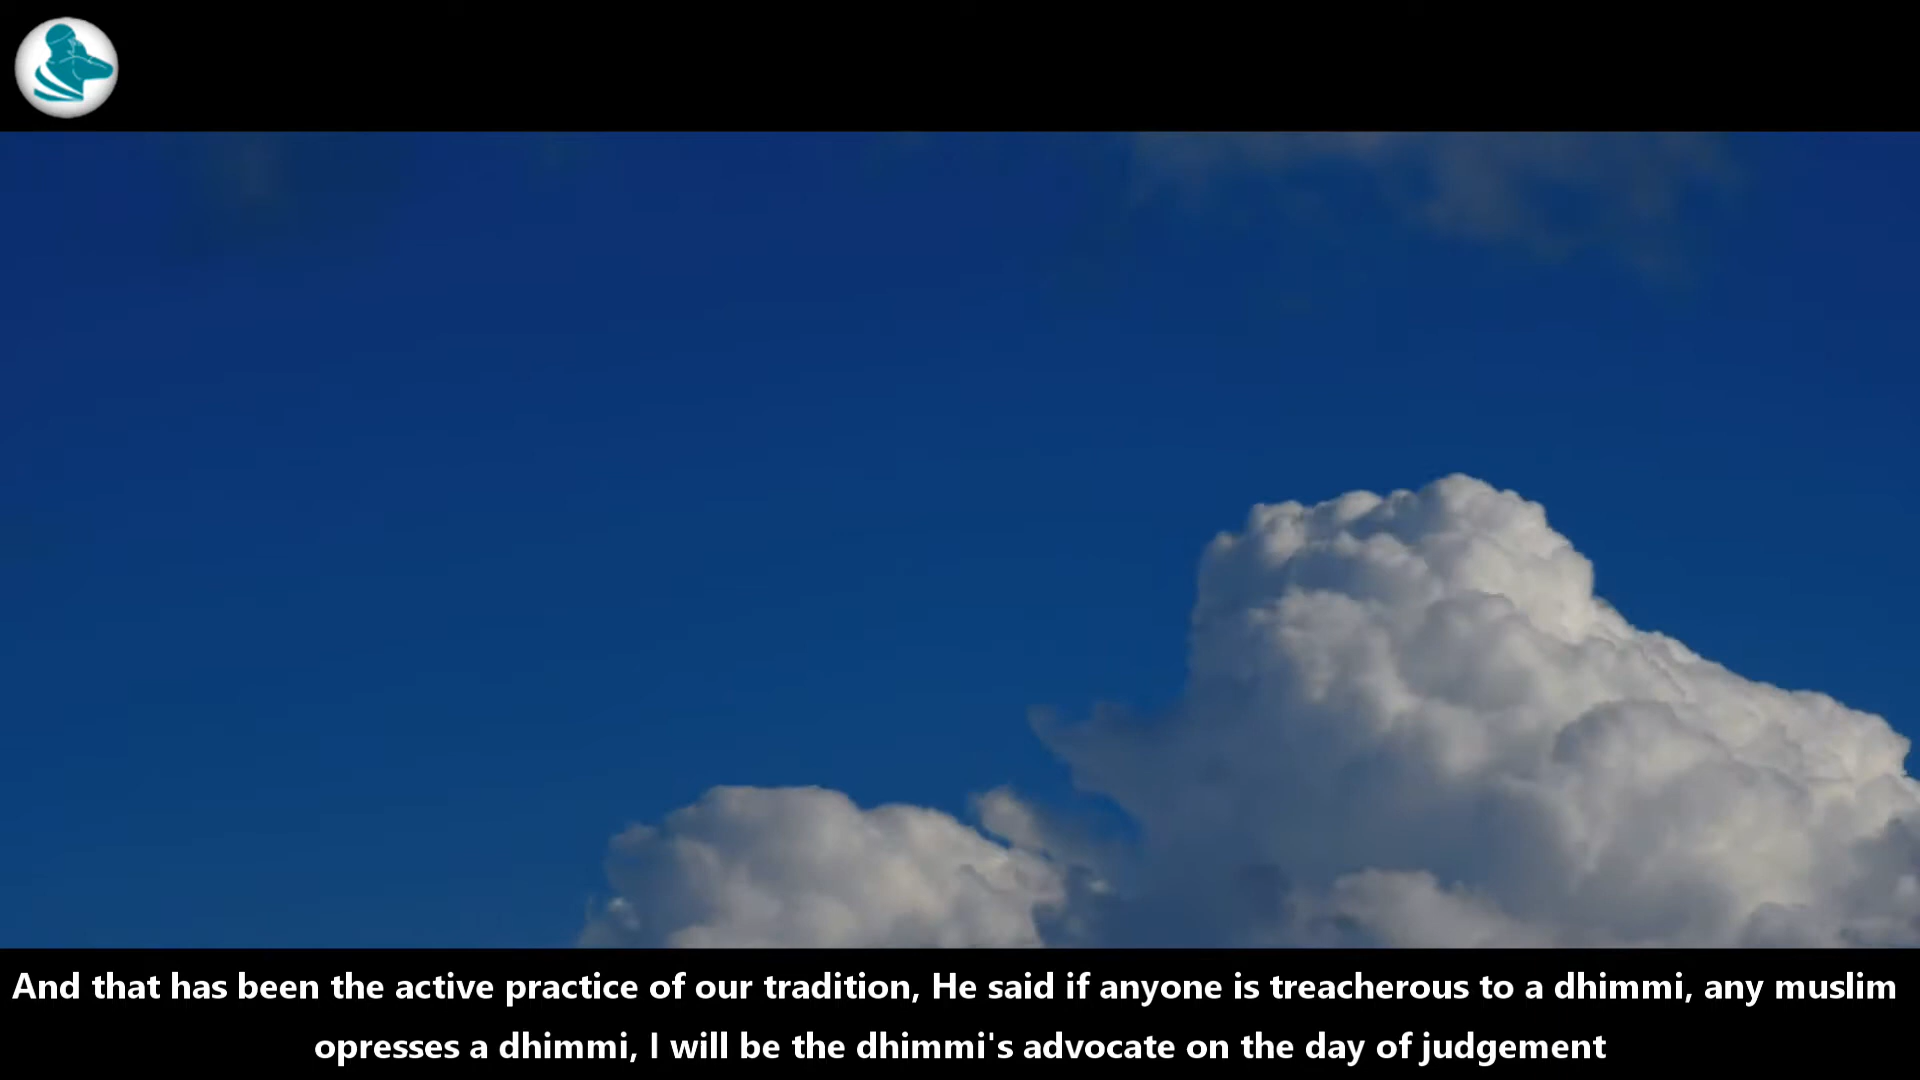 And that has been the active practice of our tradition, He said if anyone is treacherous to a dhimmi, any muslim
opresses a dhimmi, I will be the dhimmi's advocate on the day of judgement